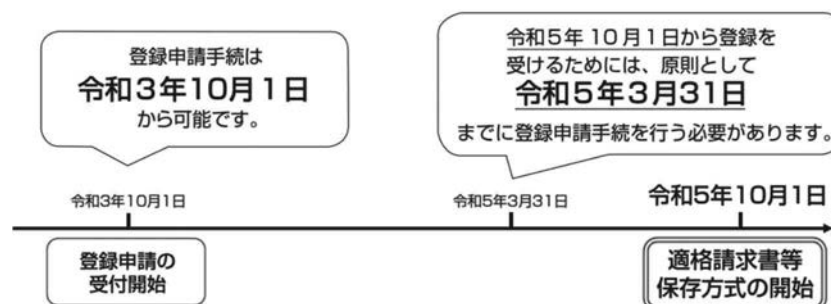 登録申請手続は
令和3年10月1日
から可能です。
令和5年10月1日から登録を
受けるためには、原則として
令和5年3月31日
までに登録申請手続を行う必要があります。
令和3年10月1日
令和5年3月31日
令和5年10月1日
登録申請の
受付開始
適格請求書等
保存方式の開始